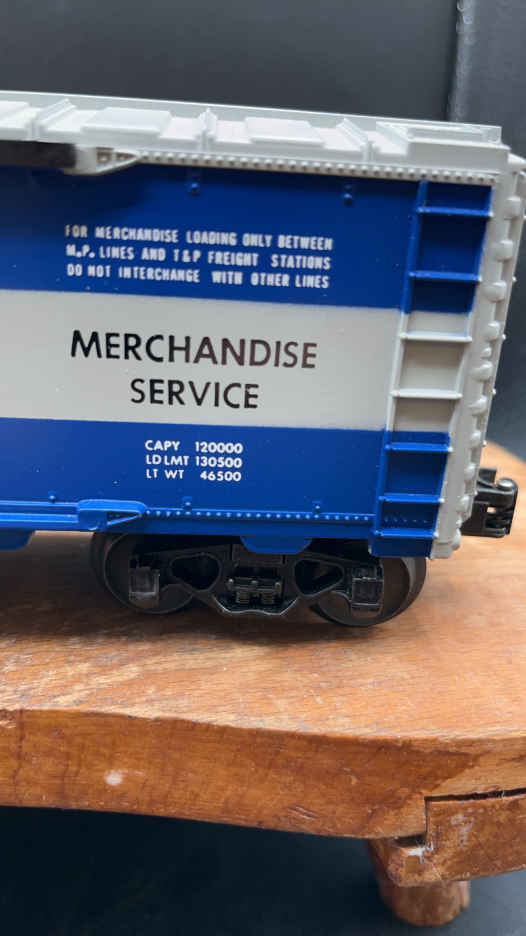 FOR MERCHANDISE LOADING ONLY BETWEEN
M.P. LINES AND T&P FREIGHT STATIONS
DO NOT INTERCHANGE WITH OTHER LINES
MERCHANDISE
SERVICE
CAPY 120000
LD LMT 130500
LT WT 46500